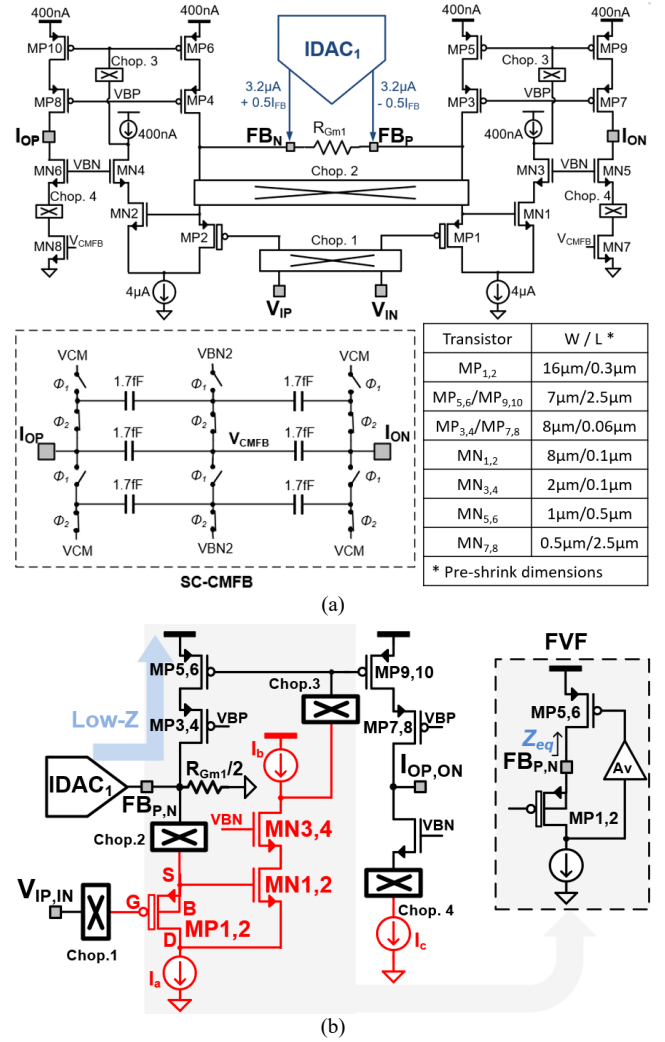 400nA 400nA 400nA 400nA
MP10 MP6 IDAC1 MP5 MP9
Chop. 3 Chop. 3
3.2µA 3.2µA
+ 0.5IFB - 0.5IFB
MP8 VBP MP4 MP3 VBP MP7
IOP 400nA FBN RGm1 FBP 400nA ION
MN6 VBN MN4 Chop. 2 MN3 VBN MN5
Chop. 4 MN2 MN1 Chop. 4
MP2 Chop. 1 MP1
MN8 VCMFB VCMFB MN7
4µA VIP VIN 4µA
VCM VBN2 VCM
Φ1 Φ1 Φ1
1.7fF 1.7fF
Φ2 Φ2 Φ2
IOP 1.7fF VCMFB 1.7fF ION
Φ1 Φ1 Φ1
1.7fF 1.7fF
Φ2 Φ2 Φ2
VCM VBN2 VCM
SC-CMFB
Transistor W / L *
MP1,2 16µm/0.3µm
MP5,6/MP9,10 7µm/2.5µm
MP3,4/MP7,8 8µm/0.06µm
MN1,2 8µm/0.1µm
MN3,4 2µm/0.1µm
MN5,6 1µm/0.5µm
MN7,8 0.5µm/2.5µm
* Pre-shrink dimensions
(a)
MP5,6 Chop.3 MP9,10
Low-Z
MP3,4 VBP MP7,8 VBP
IDAC1 RGm1/2 Ib IOP,ON
FBP,N
Chop.2 VBN MN3,4 VBN
S MN1,2
VIP,IN G B MP1,2 Chop. 4
Chop.1 D
Ia Ic
FVF
MP5,6
Zeq
FBP,N Av
MP1,2
(b)